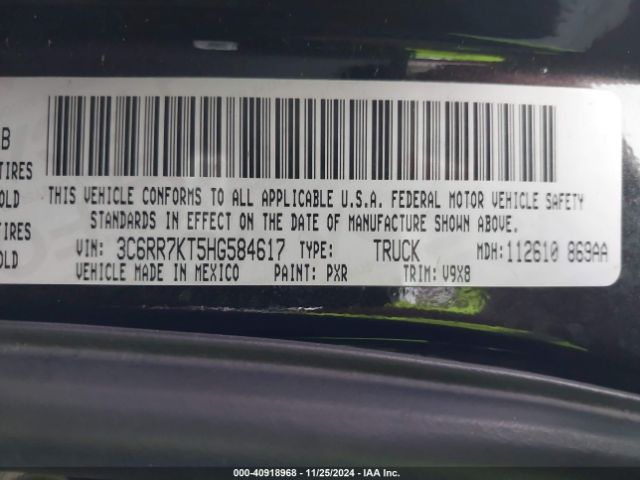 B
TIRES
OLD
TIRES
OLD
THIS VEHICLE CONFORMS TO ALL APPLICABLE U.S.A. FEDERAL MOTOR VEHICLE SAFETY
STANDARDS IN EFFECT ON THE DATE OF MANUFACTURE SHOWN ABOVE.
VIN: 3C6RR7KT5HG584617 TYPE: TRUCK MDH: 112610 869AA
VEHICLE MADE IN MEXICO PAINT: PXR TRIM: V9X8
000-40918968 - 11/25/2024 - IAA Inc.